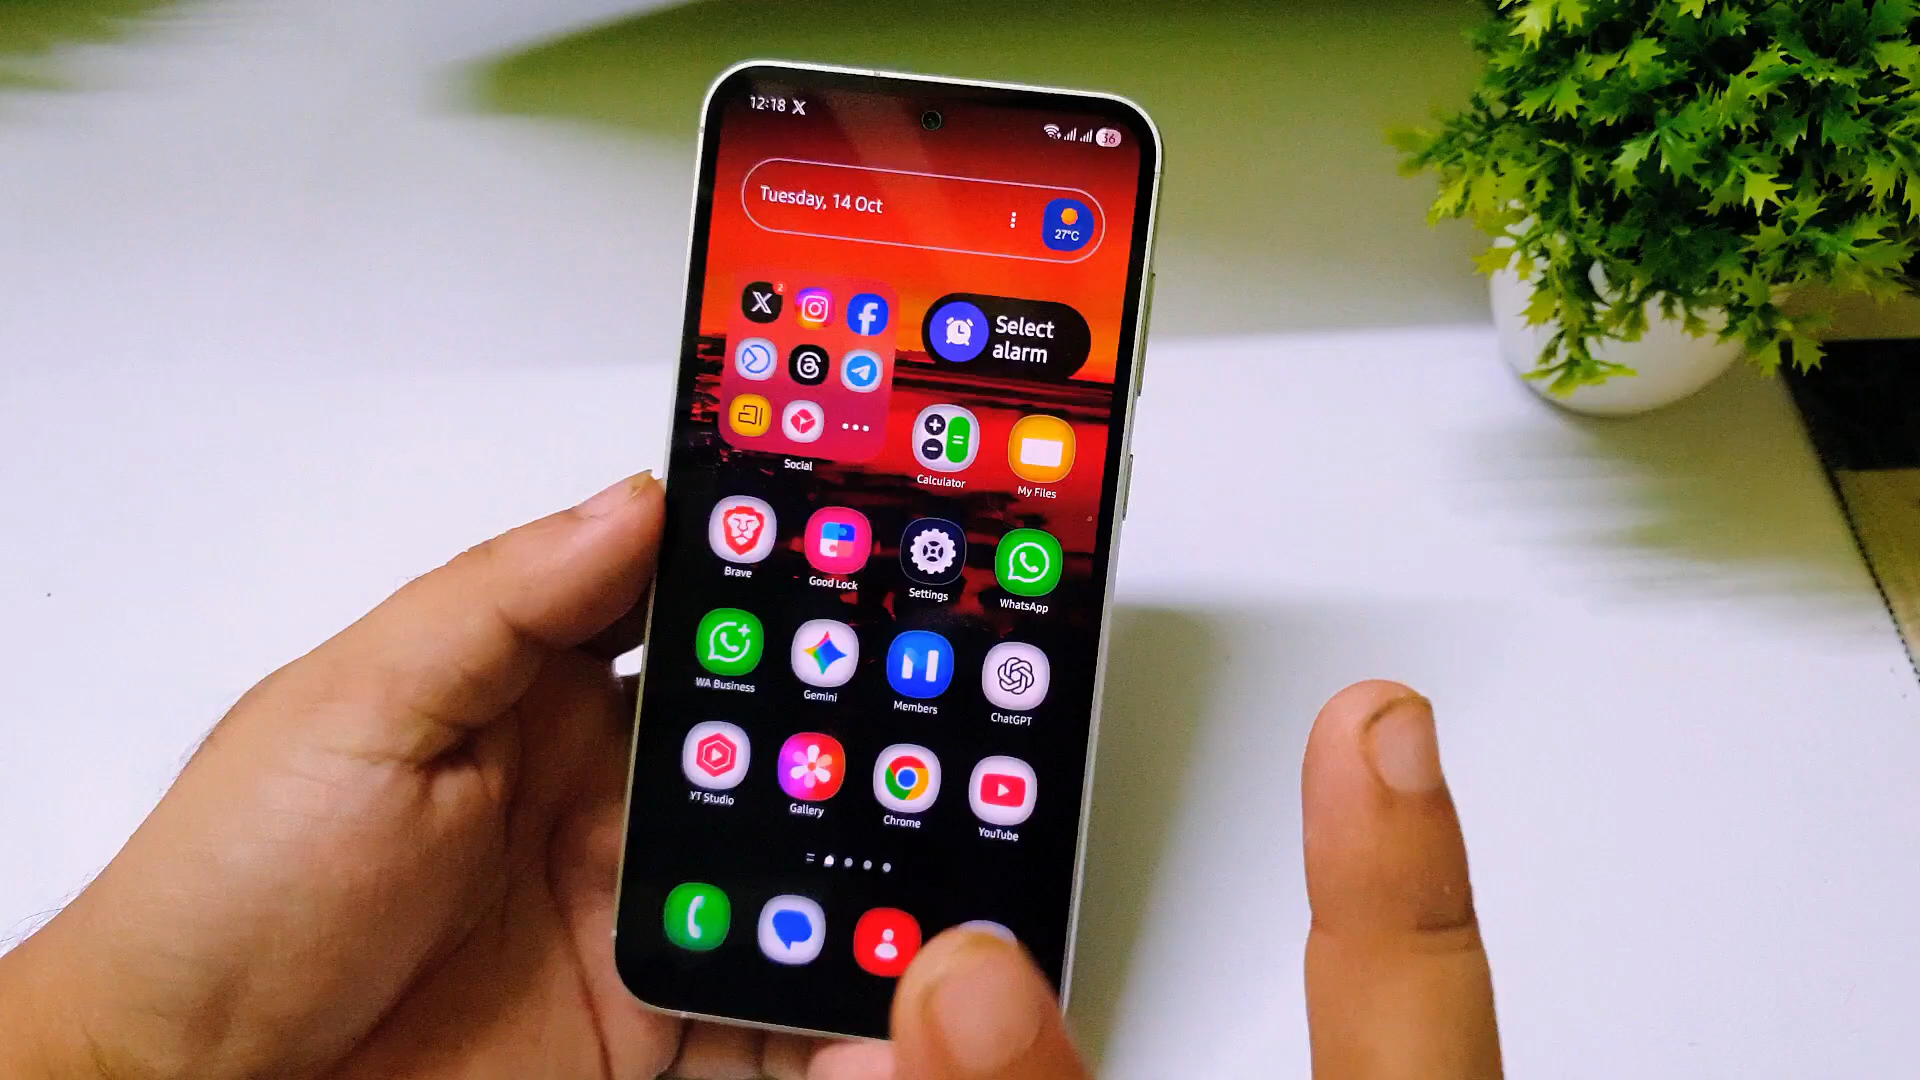 12:18
36
Tuesday, 14 Oct
27°C
2
Select
alarm
Social
Calculator
My Files
Brave
Good Lock
Settings
WhatsApp
WA Business
Gemini
Members
ChatGPT
YT Studio
Gallery
Chrome
YouTube